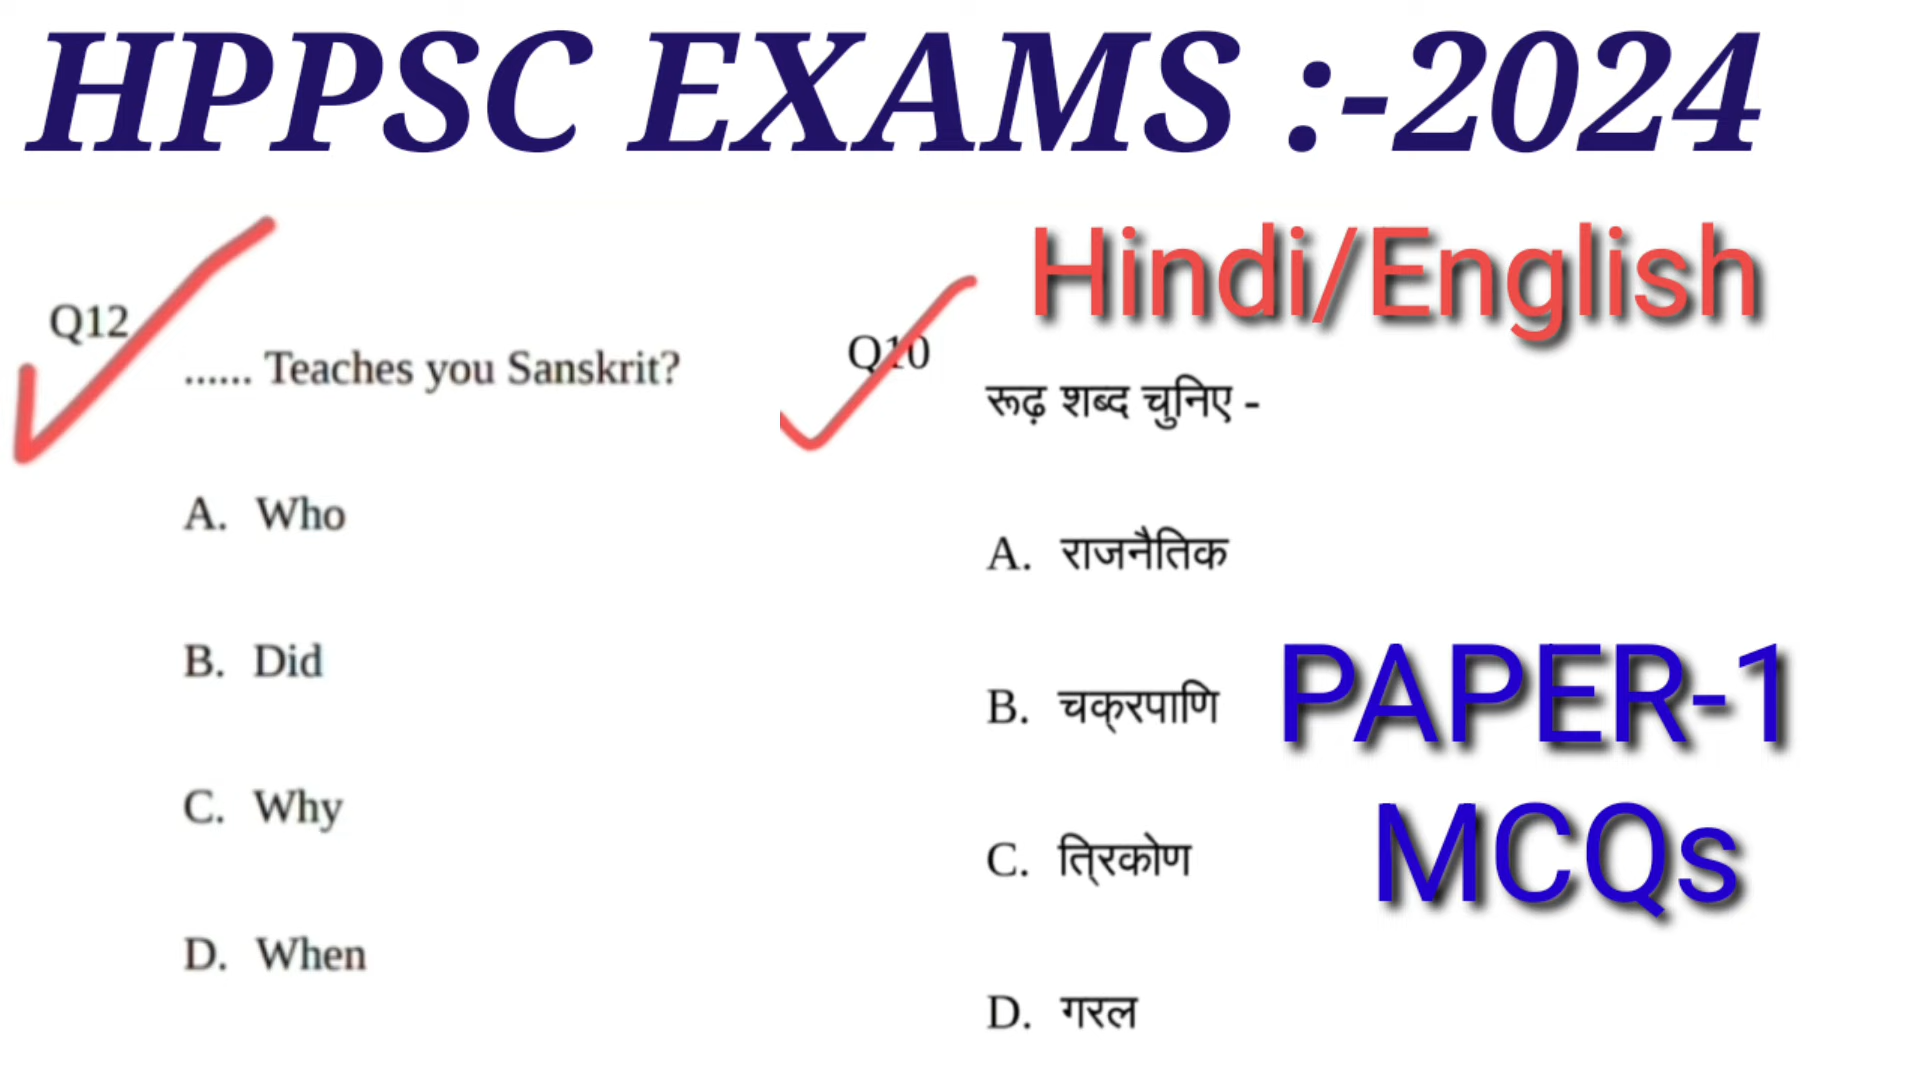 HPPSC EXAMS :-2024
Hindi/English
Q12
...... Teaches you Sanskrit?
A. Who
B. Did
C. Why
D. When
Q10
रूढ़ शब्द चुनिए -
A. राजनैतिक
B. चक्रपाणि
C. त्रिकोण
D. गरल
PAPER-1
MCQs